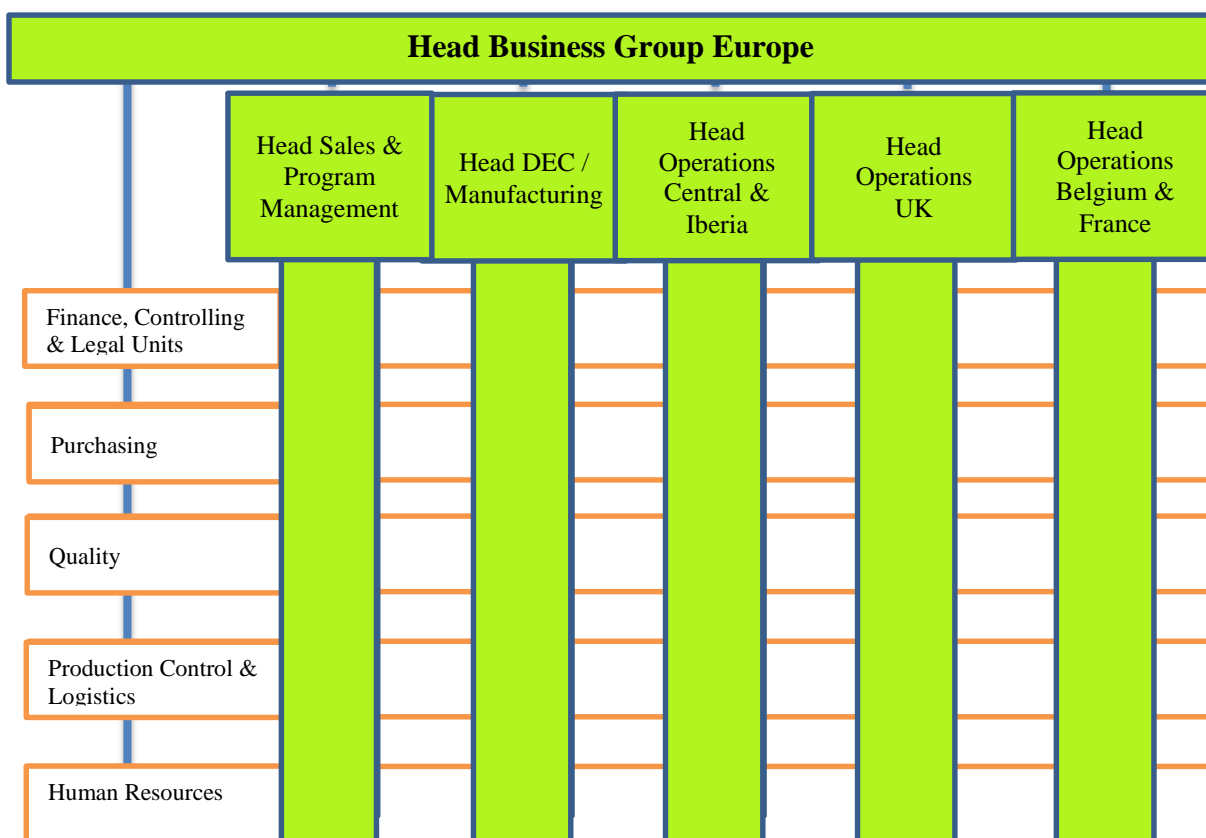 Head Business Group Europe
Head Sales &
Program
Management
Head DEC /
Manufacturing
Head
Operations
Central &
Iberia
Head
Operations
UK
Head
Operations
Belgium &
France
Finance, Controlling
& Legal Units
Purchasing
Quality
Production Control &
Logistics
Human Resources